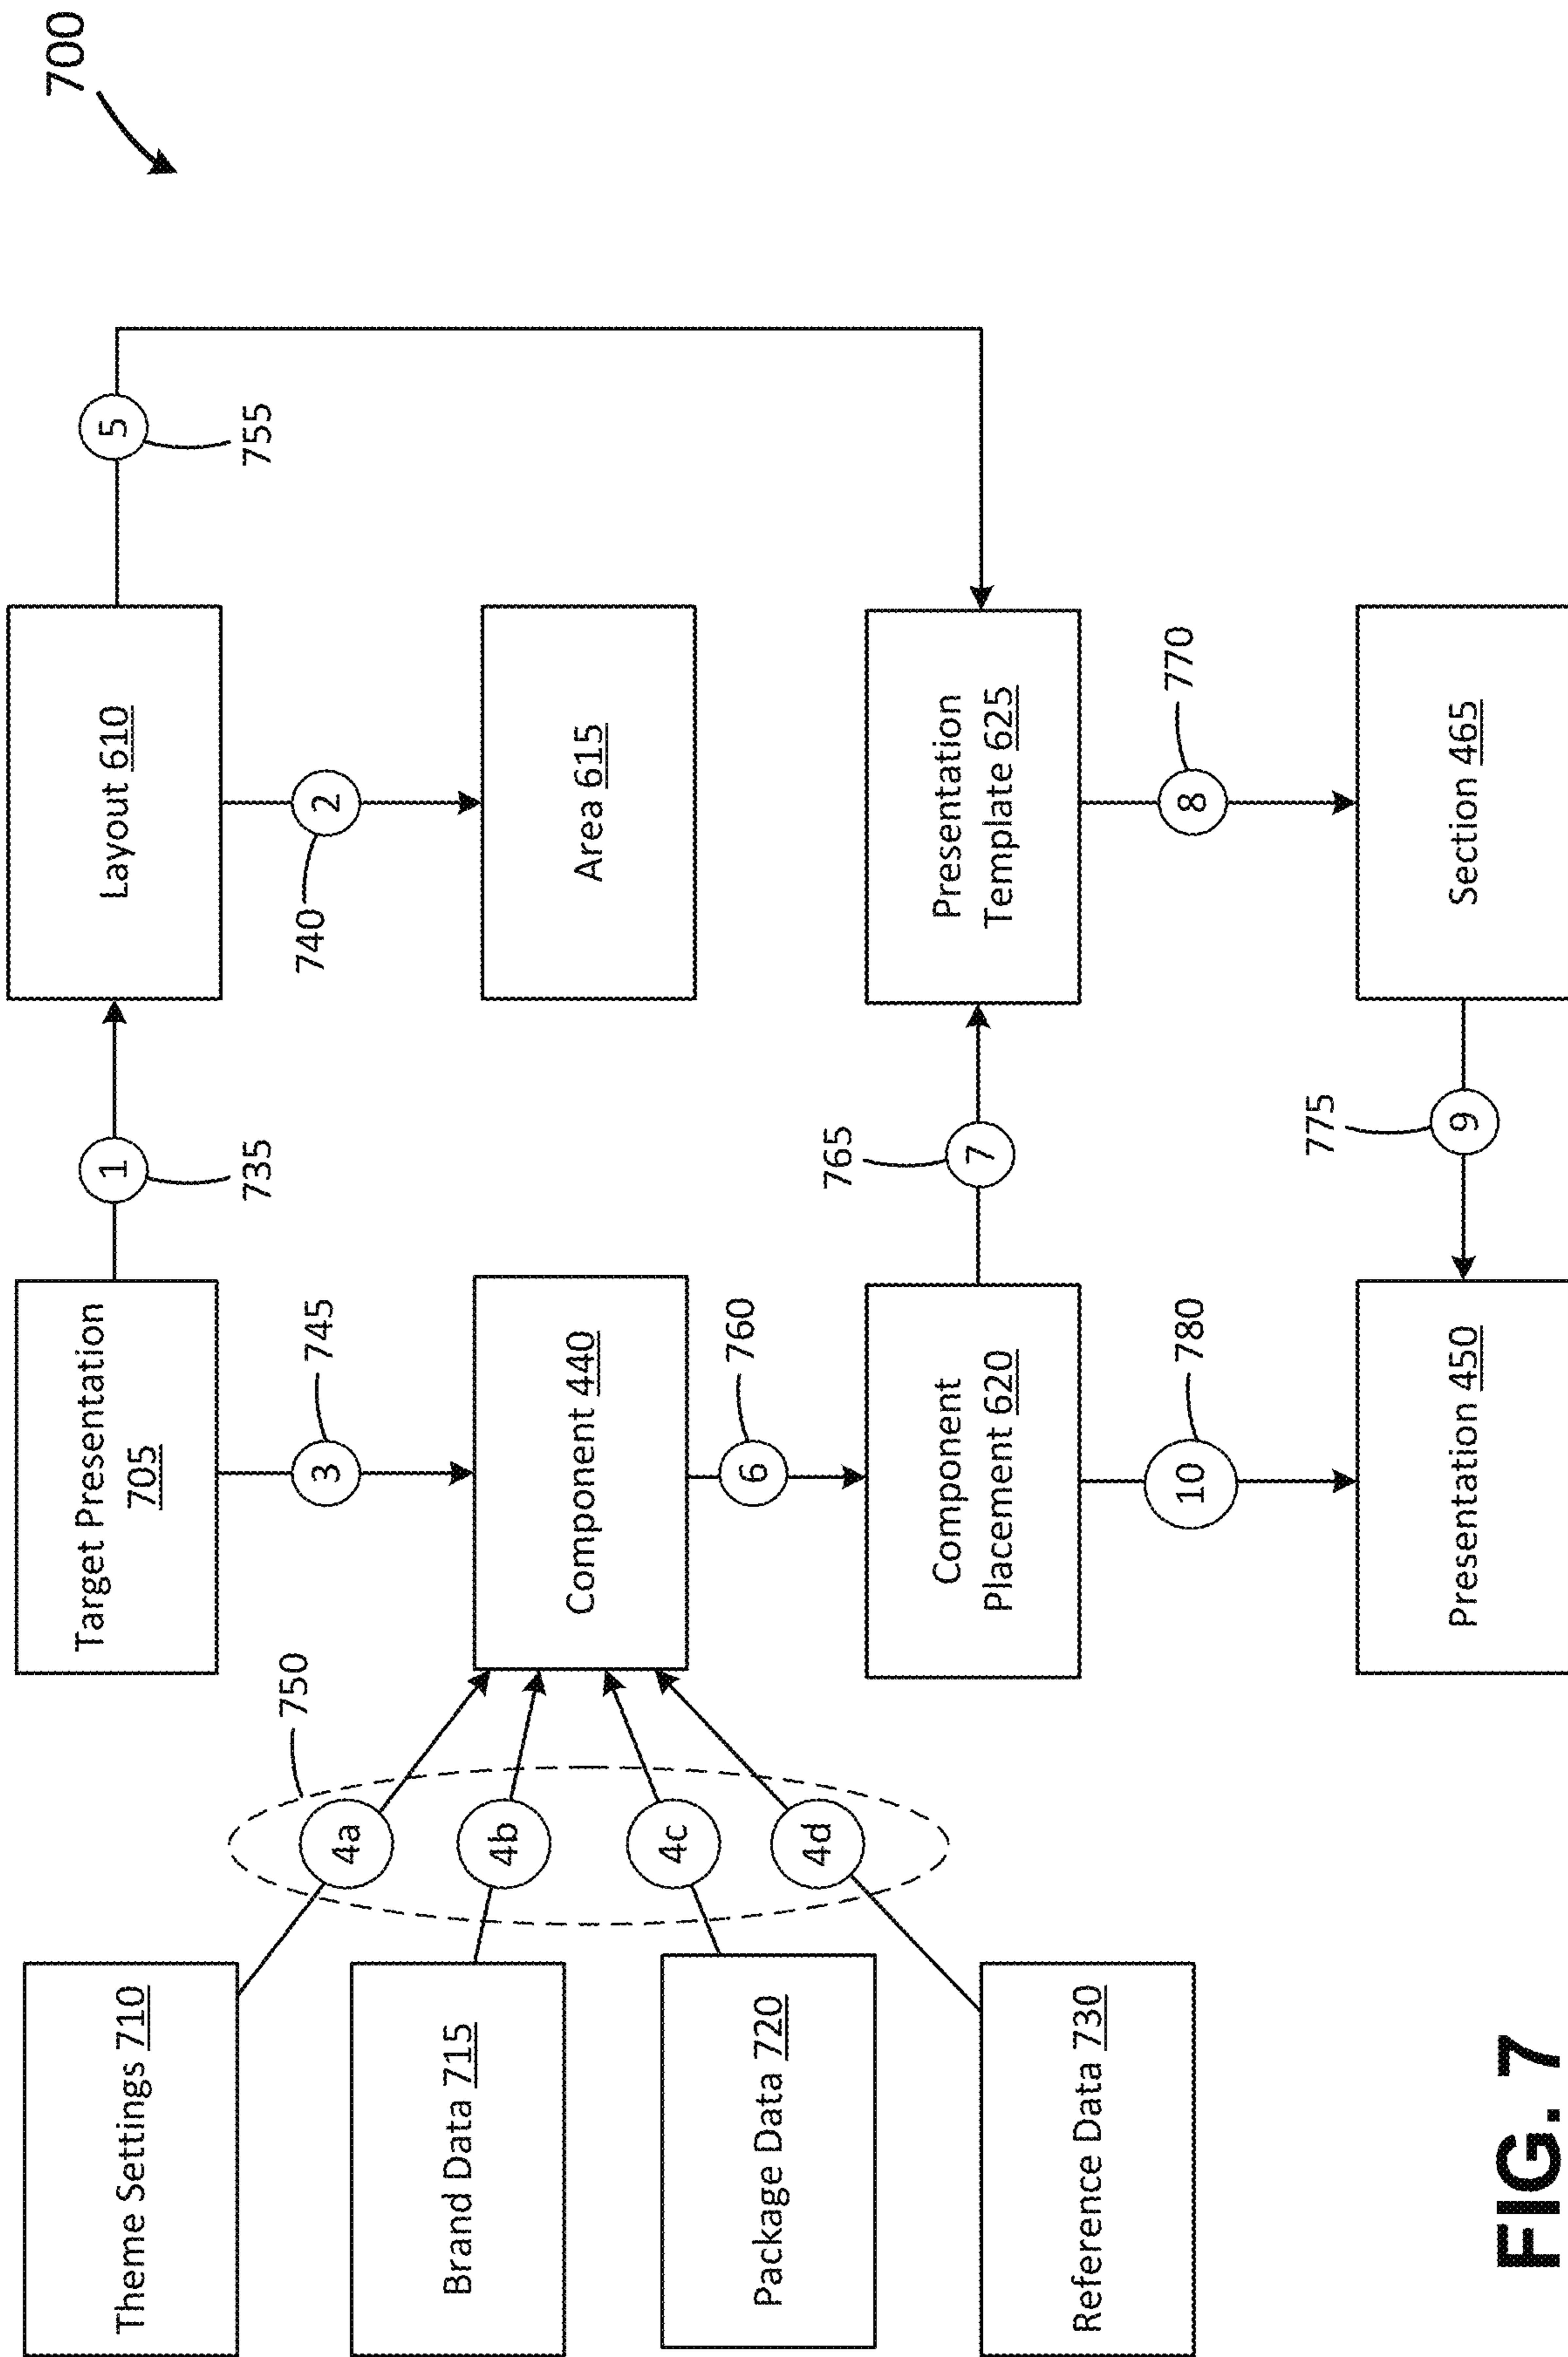 700
Target Presentation
705
1
735
Layout 610
5
755
2
740
Area 615
3
745
Theme Settings 710
Brand Data 715
Package Data 720
Reference Data 730
750
4a
4b
4c
4d
Component 440
6
760
Component
Placement 620
7
765
Presentation
Template 625
8
770
10
780
Section 465
9
775
Presentation 450
FIG. 7